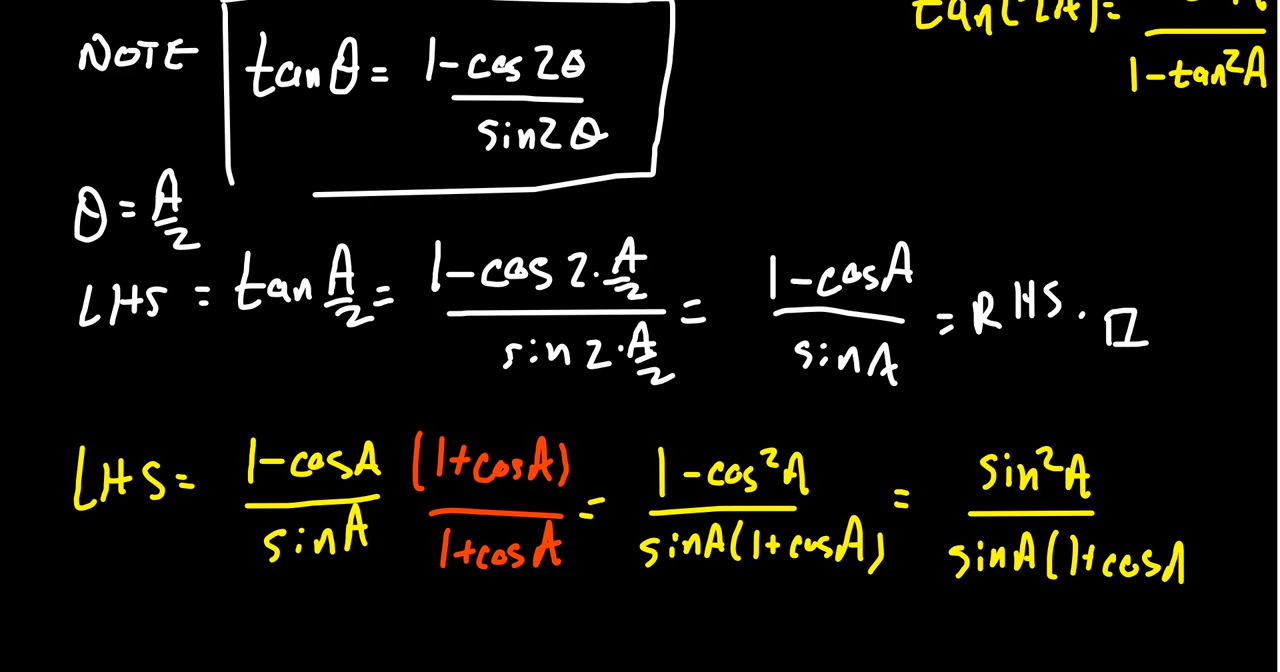 tan(2A)= / 1-tan²A
NOTE tanθ = 1-cos2θ / sin2θ
θ = A/2
LHS = tan A/2 = 1-cos 2·A/2 / sin 2·A/2 = 1-cosA / sinA = RHS. □
LHS = 1-cosA / sinA (1+cosA) / 1+cosA = 1-cos²A / sinA(1+cosA) = sin²A / sinA(1+cosA